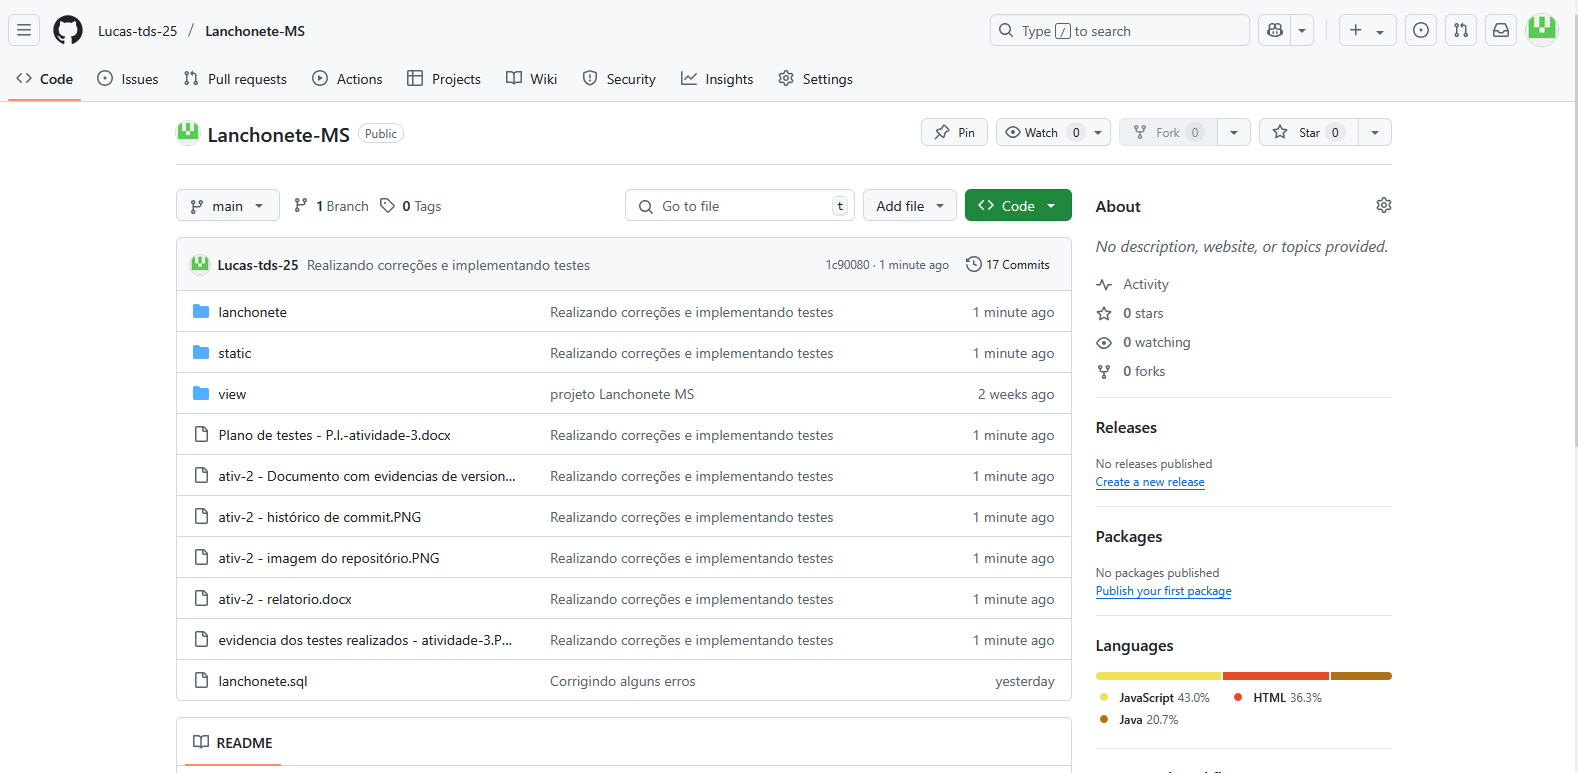 Lucas-tds-25 / Lanchonete-MS
Type / to search
Code Issues Pull requests Actions Projects Wiki Security Insights Settings
Lanchonete-MS Public
Pin Watch 0 Fork 0 Star 0
main 1 Branch 0 Tags
Go to file t Add file Code
Lucas-tds-25 Realizando correções e implementando testes 1c90080 · 1 minute ago 17 Commits
lanchonete Realizando correções e implementando testes 1 minute ago
static Realizando correções e implementando testes 1 minute ago
view projeto Lanchonete MS 2 weeks ago
Plano de testes - P.I.-atividade-3.docx Realizando correções e implementando testes 1 minute ago
ativ-2 - Documento com evidencias de version... Realizando correções e implementando testes 1 minute ago
ativ-2 - histórico de commit.PNG Realizando correções e implementando testes 1 minute ago
ativ-2 - imagem do repositório.PNG Realizando correções e implementando testes 1 minute ago
ativ-2 - relatorio.docx Realizando correções e implementando testes 1 minute ago
evidencia dos testes realizados - atividade-3.P... Realizando correções e implementando testes 1 minute ago
lanchonete.sql Corrigindo alguns erros yesterday
README
About
No description, website, or topics provided.
Activity
0 stars
0 watching
0 forks
Releases
No releases published
Create a new release
Packages
No packages published
Publish your first package
Languages
JavaScript 43.0% HTML 36.3%
Java 20.7%